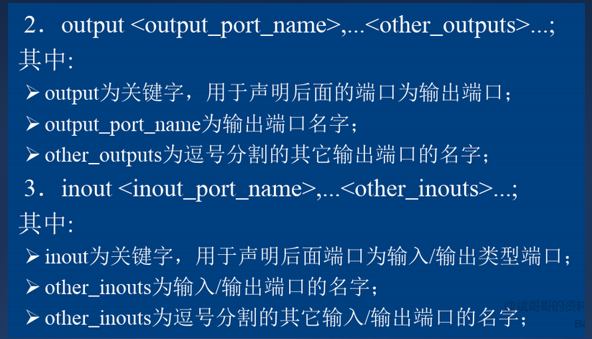 2．output <output_port_name>,...<other_outputs>...;
其中:
➢output为关键字，用于声明后面的端口为输出端口；
➢output_port_name为输出端口名字；
➢other_outputs为逗号分割的其它输出端口的名字；
3．inout <inout_port_name>,...<other_inouts>...;
其中:
➢inout为关键字，用于声明后面端口为输入/输出类型端口；
➢other_inouts为输入/输出端口的名字；
➢other_inouts为逗号分割的其它输入/输出端口的名字；